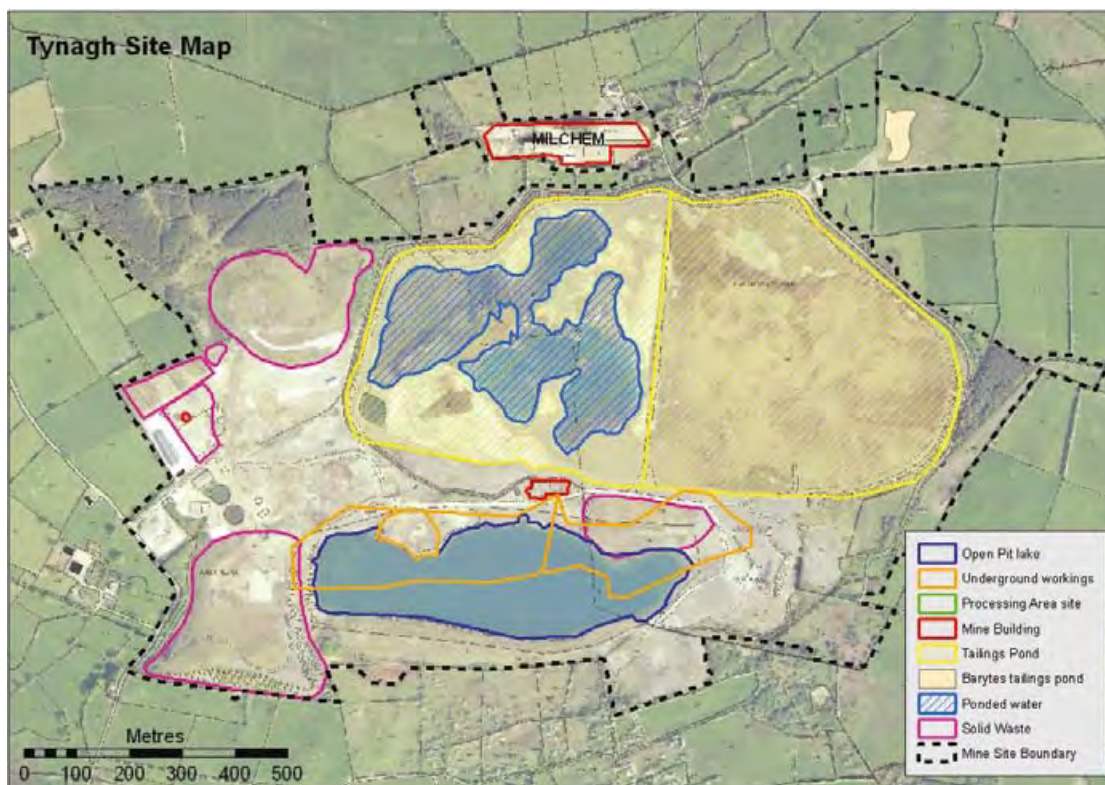 Tynagh Site Map
MILCHEM
Open Pit lake
Underground workings
Processing Area site
Mine Building
Tailings Pond
Barytes tailings pond
Ponded water
Solid Waste
Mine Site Boundary
Metres
0 100 200 300 400 500